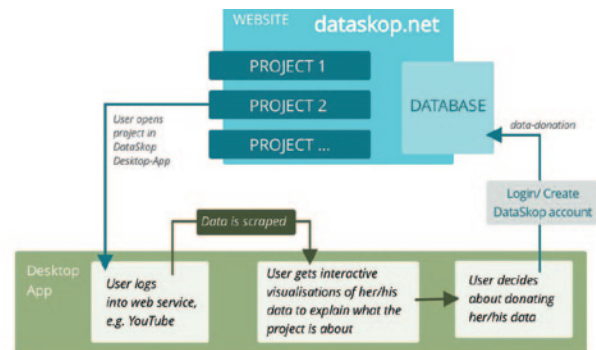 WEBSITE dataskop.net
PROJECT 1
PROJECT 2
PROJECT ...
DATABASE
User opens
project in
DataSkop
Desktop-App
data-donation
Login/ Create
DataSkop account
Data is scraped
Desktop
App
User logs
into web service,
e.g. YouTube
User gets interactive
visualisations of her/his
data to explain what the
project is about
User decides
about donating
her/his data